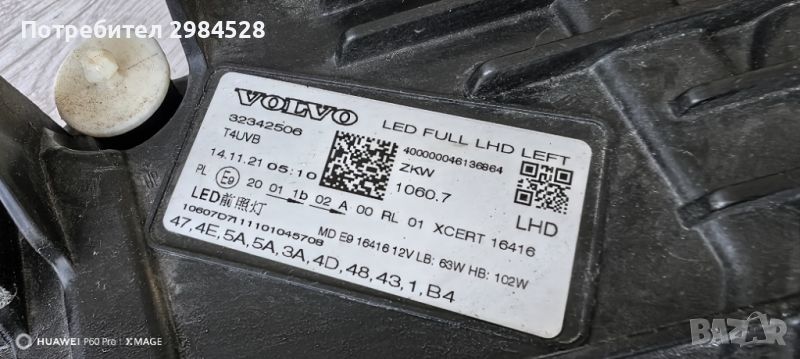 Потребител 2984528
VOLVO
LED FULL LHD LEFT
32342506
T4UVB
400000046136864
14.11.21 05:10
ZKW
1060.7
PL E9 20 01 1b 02 A 00 RL 01 XCERT 16416
LHD
LED前照灯
MD E9 16416 12V LB: 63W HB: 102W
10607D7111101045708
47,4E,5A,5A,3A,4D,48,43,1,B4
HUAWEI P60 Pro | XMAGE
BAZAR
bg